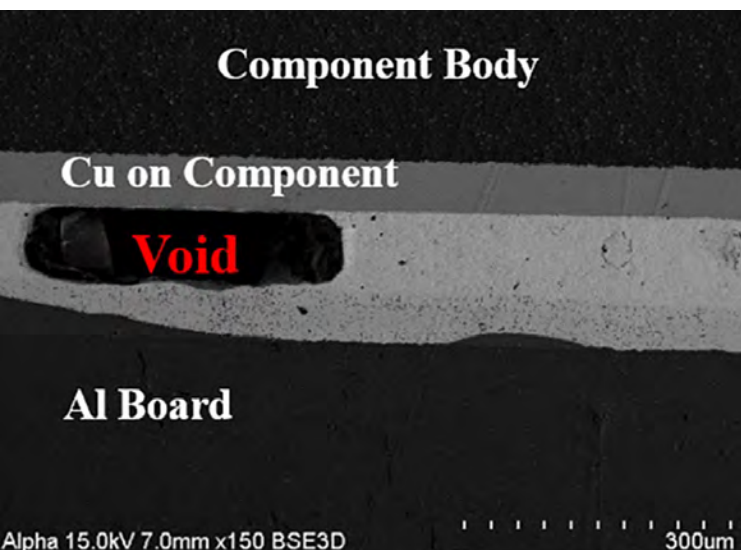 Component Body
Cu on Component
Void
Al Board
Alpha 15.0kV 7.0mm x150 BSE3D
300um